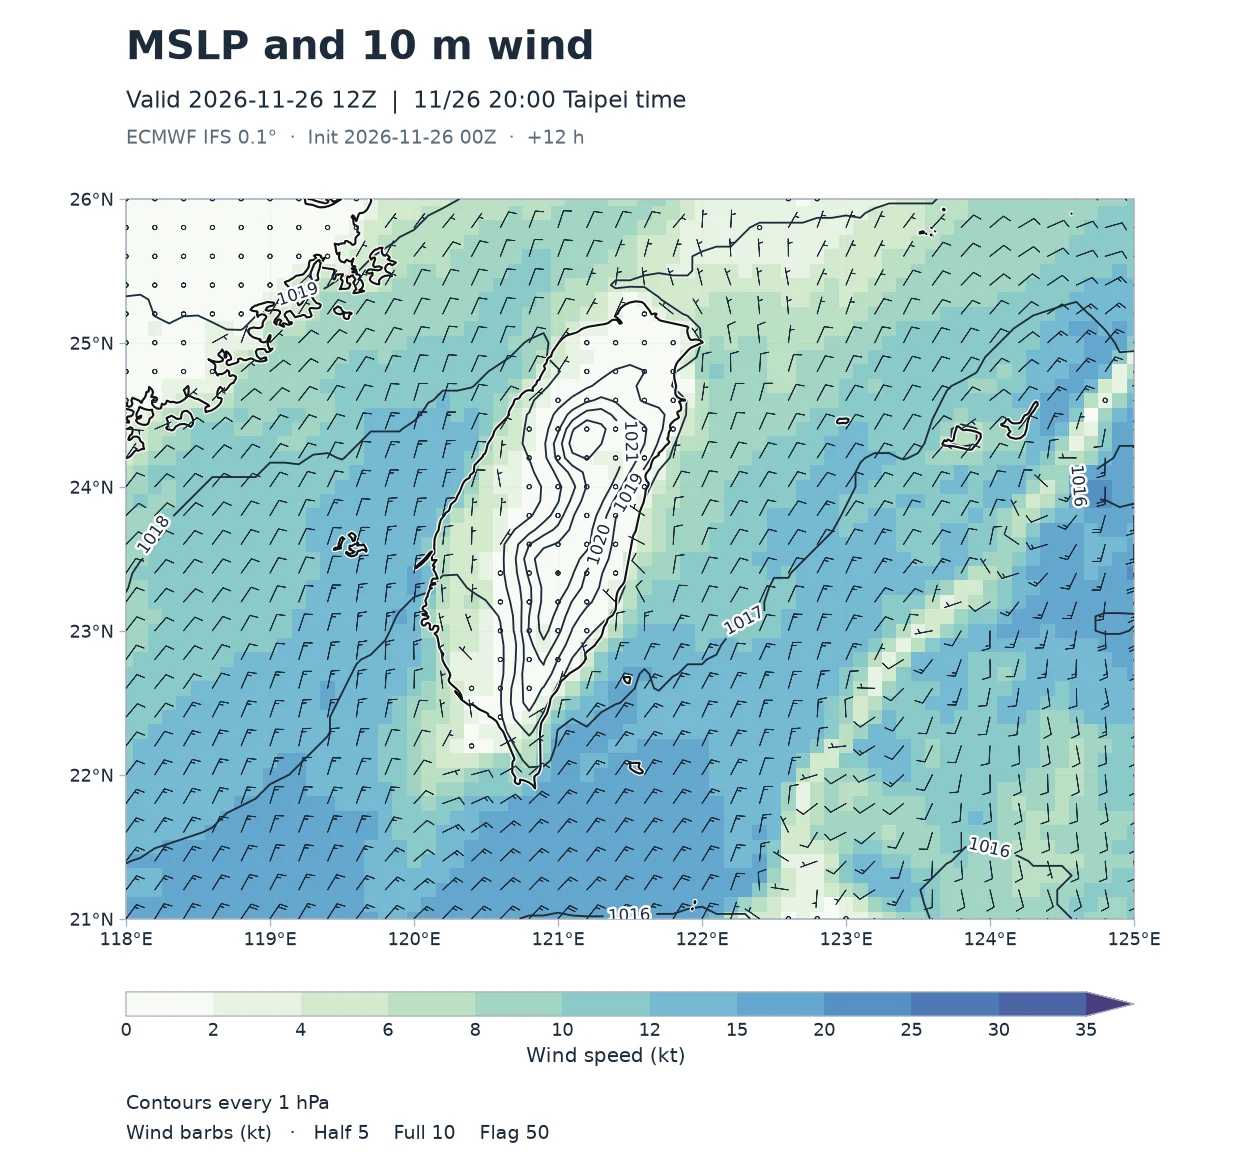 MSLP and 10 m wind
Valid 2026-11-26 12Z | 11/26 20:00 Taipei time
ECMWF IFS 0.1° · Init 2026-11-26 00Z · +12 h
26°N
25°N
24°N
23°N
22°N
21°N
1019
1021
1019
1018
1020
1016
1017
1016
1016
118°E 119°E 120°E 121°E 122°E 123°E 124°E 125°E
0 2 4 6 8 10 12 15 20 25 30 35
Wind speed (kt)
Contours every 1 hPa
Wind barbs (kt) · Half 5 Full 10 Flag 50